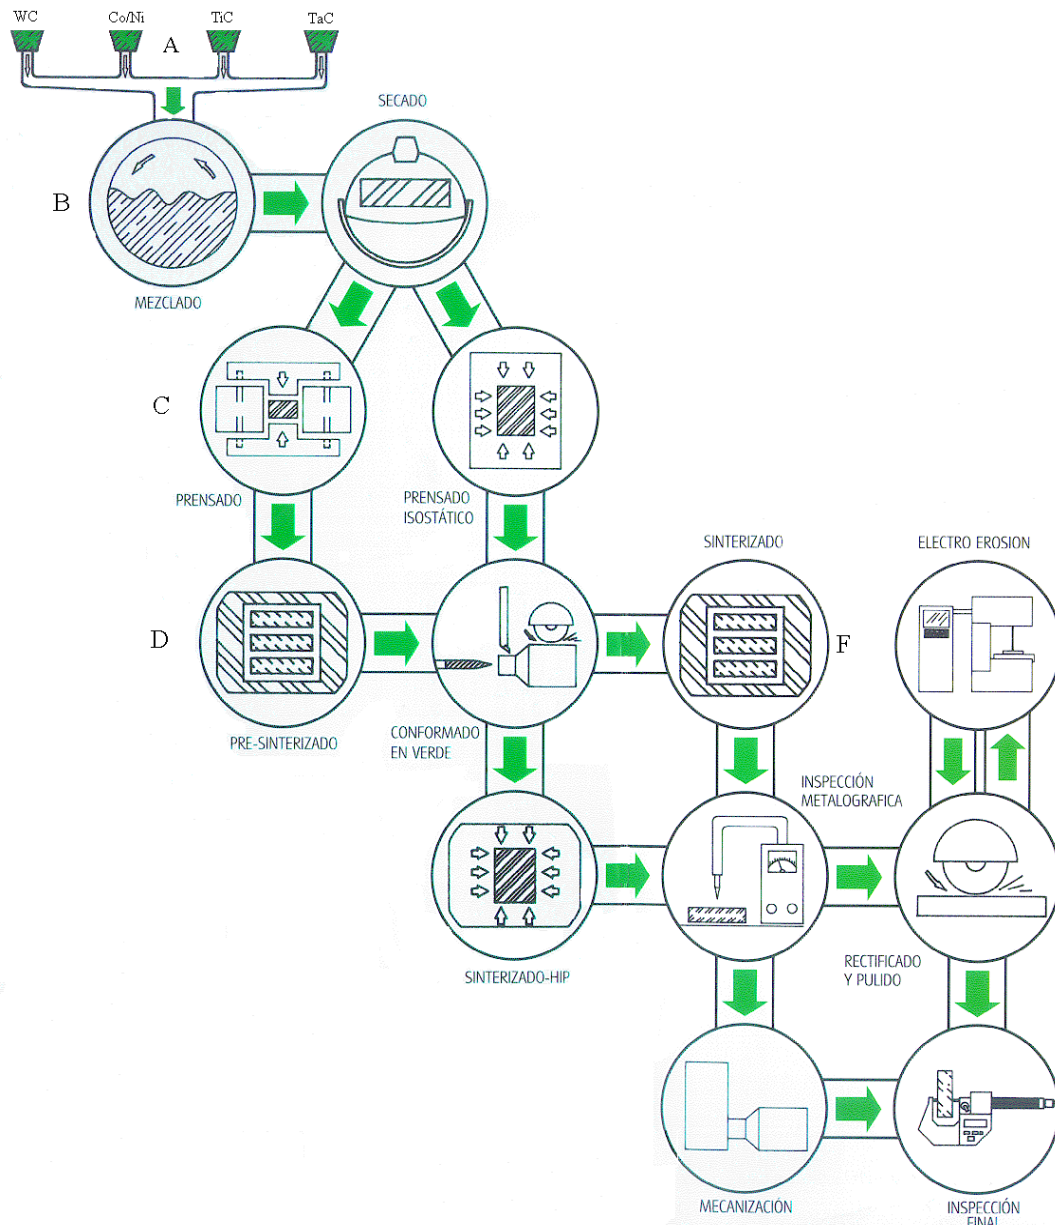 WC
Co/Ni
TiC
TaC
A
SECADO
B
MEZCLADO
C
PRENSADO
PRENSADO
ISOSTÁTICO
SINTERIZADO
ELECTRO EROSION
D
F
PRE-SINTERIZADO
CONFORMADO
EN VERDE
INSPECCIÓN
METALOGRAFICA
SINTERIZADO-HIP
RECTIFICADO
Y PULIDO
MECANIZACIÓN
INSPECCIÓN
FINAL